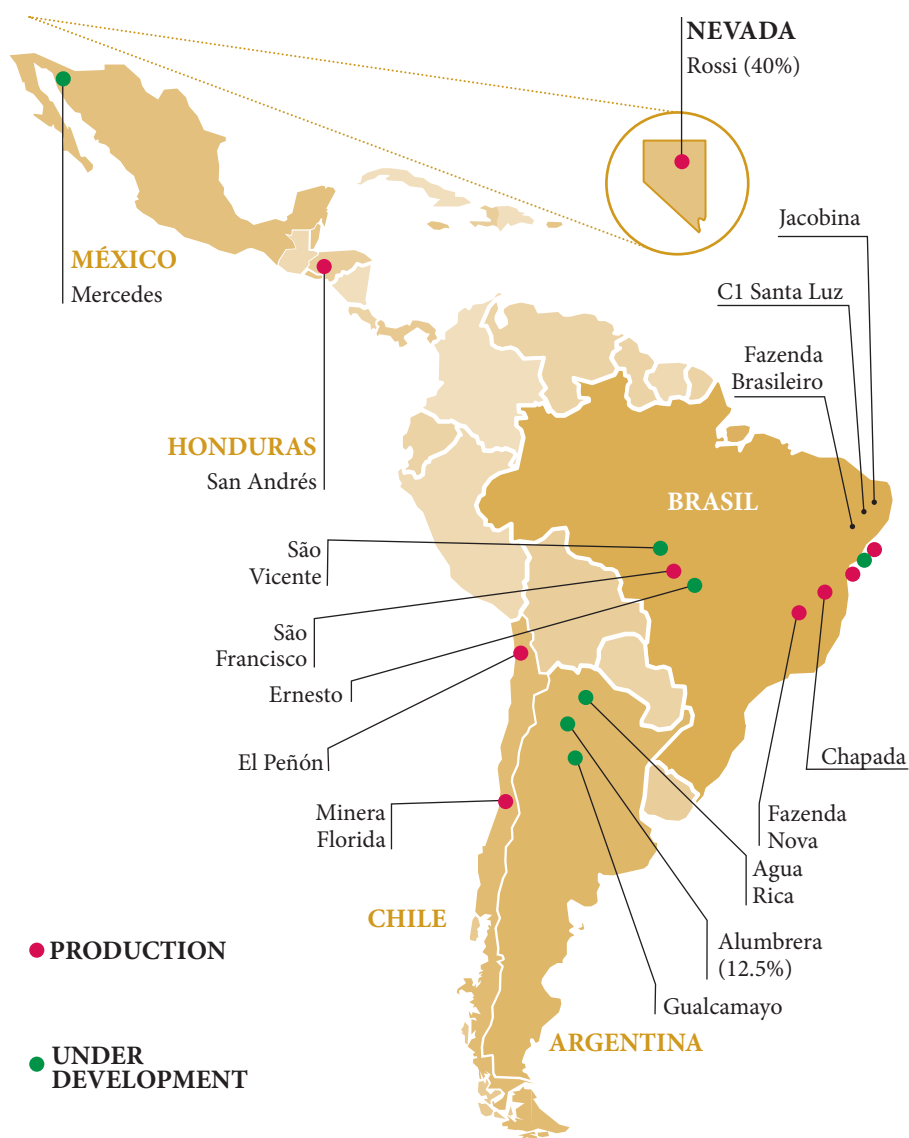 NEVADA
Rossi (40%)
Jacobina
C1 Santa Luz
Fazenda
Brasileiro
MÉXICO
Mercedes
HONDURAS
San Andrés
BRASIL
São
Vicente
São
Francisco
Ernesto
El Peñón
Minera
Florida
Chapada
Fazenda
Nova
Agua
Rica
CHILE
Alumbrera
(12.5%)
Gualcamayo
ARGENTINA
PRODUCTION
UNDER
DEVELOPMENT